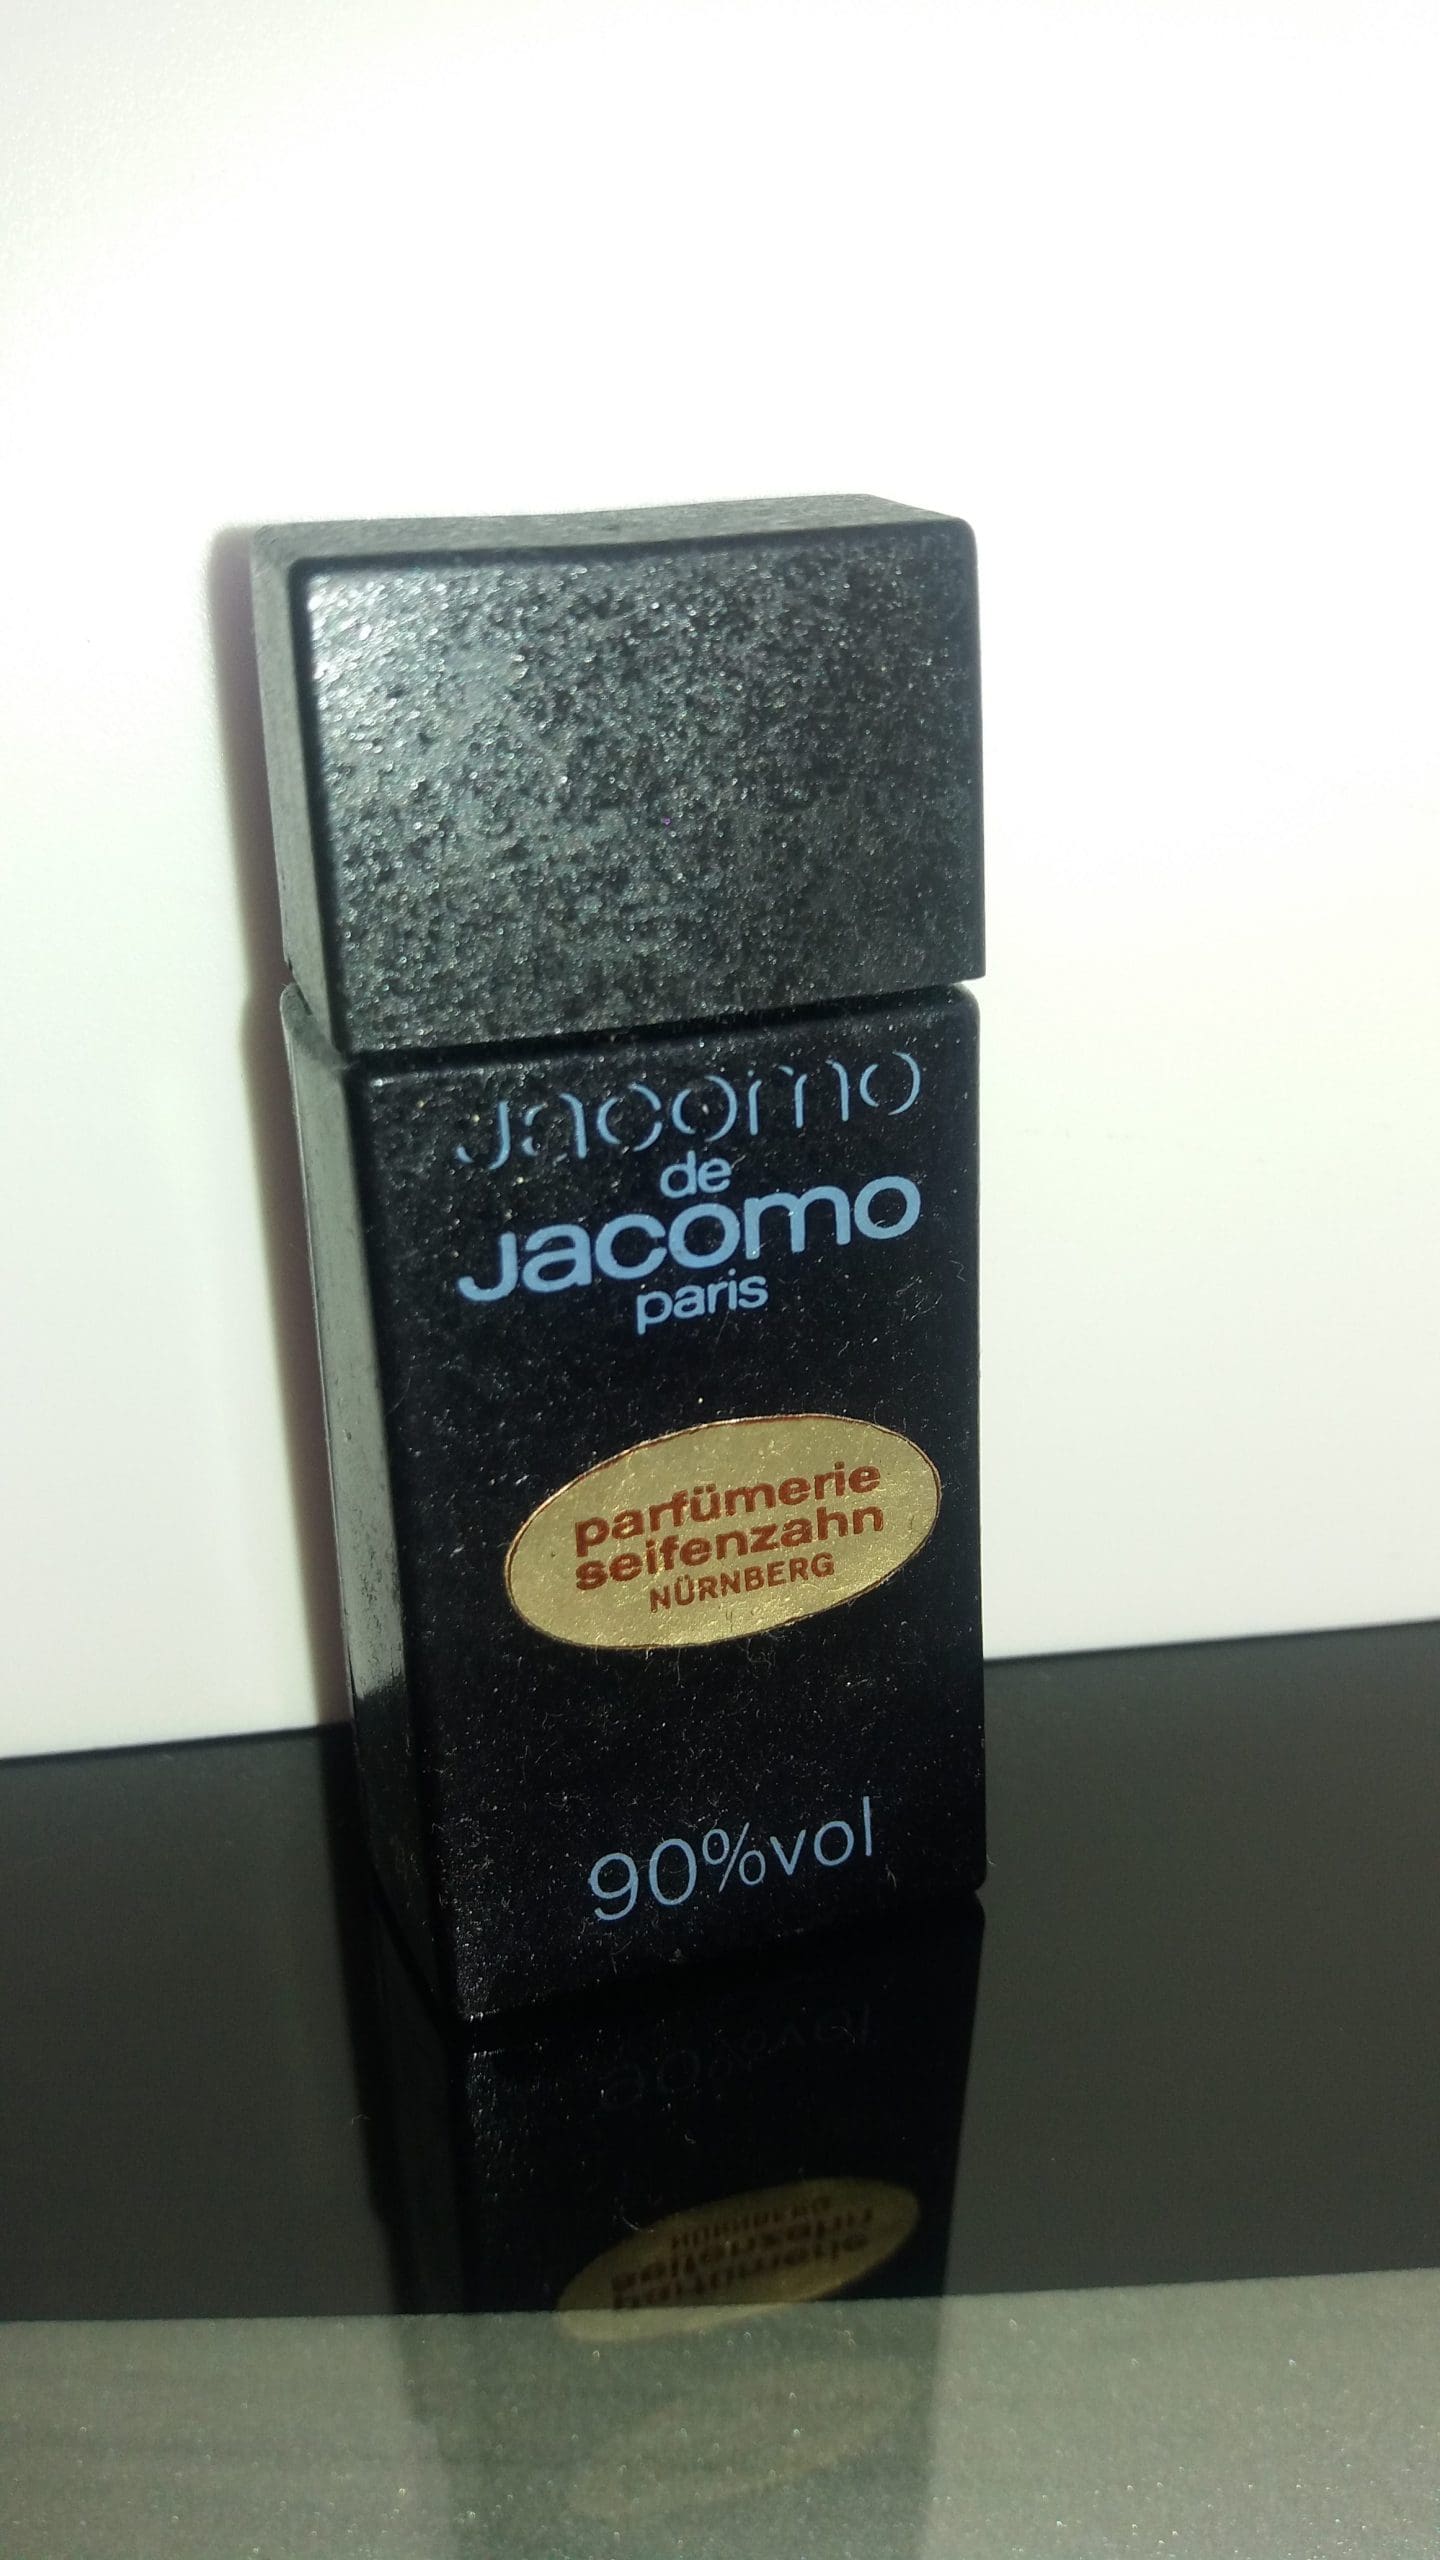 Jacomo
de
Jacomo
paris
parfümerie
seifenzahn
NÜRNBERG
90%vol